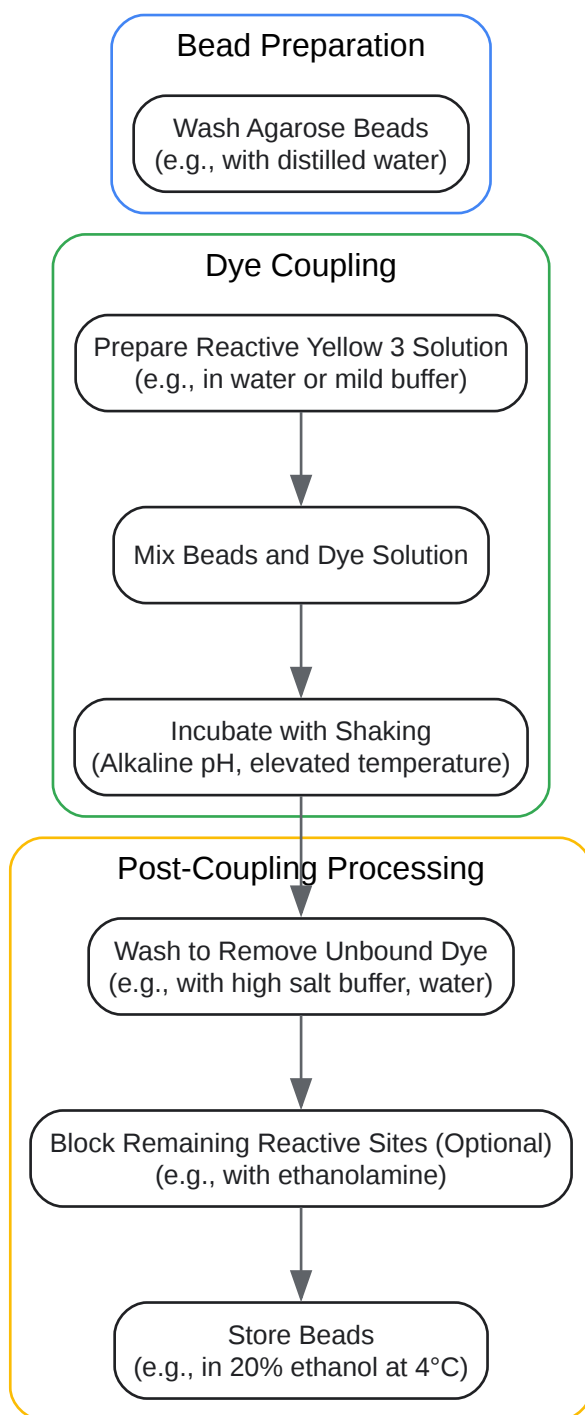 Bead Preparation
Wash Agarose Beads
(e.g., with distilled water)
Dye Coupling
Prepare Reactive Yellow 3 Solution
(e.g., in water or mild buffer)
Mix Beads and Dye Solution
Incubate with Shaking
(Alkaline pH, elevated temperature)
Post-Coupling Processing
Wash to Remove Unbound Dye
(e.g., with high salt buffer, water)
Block Remaining Reactive Sites (Optional)
(e.g., with ethanolamine)
Store Beads
(e.g., in 20% ethanol at 4°C)